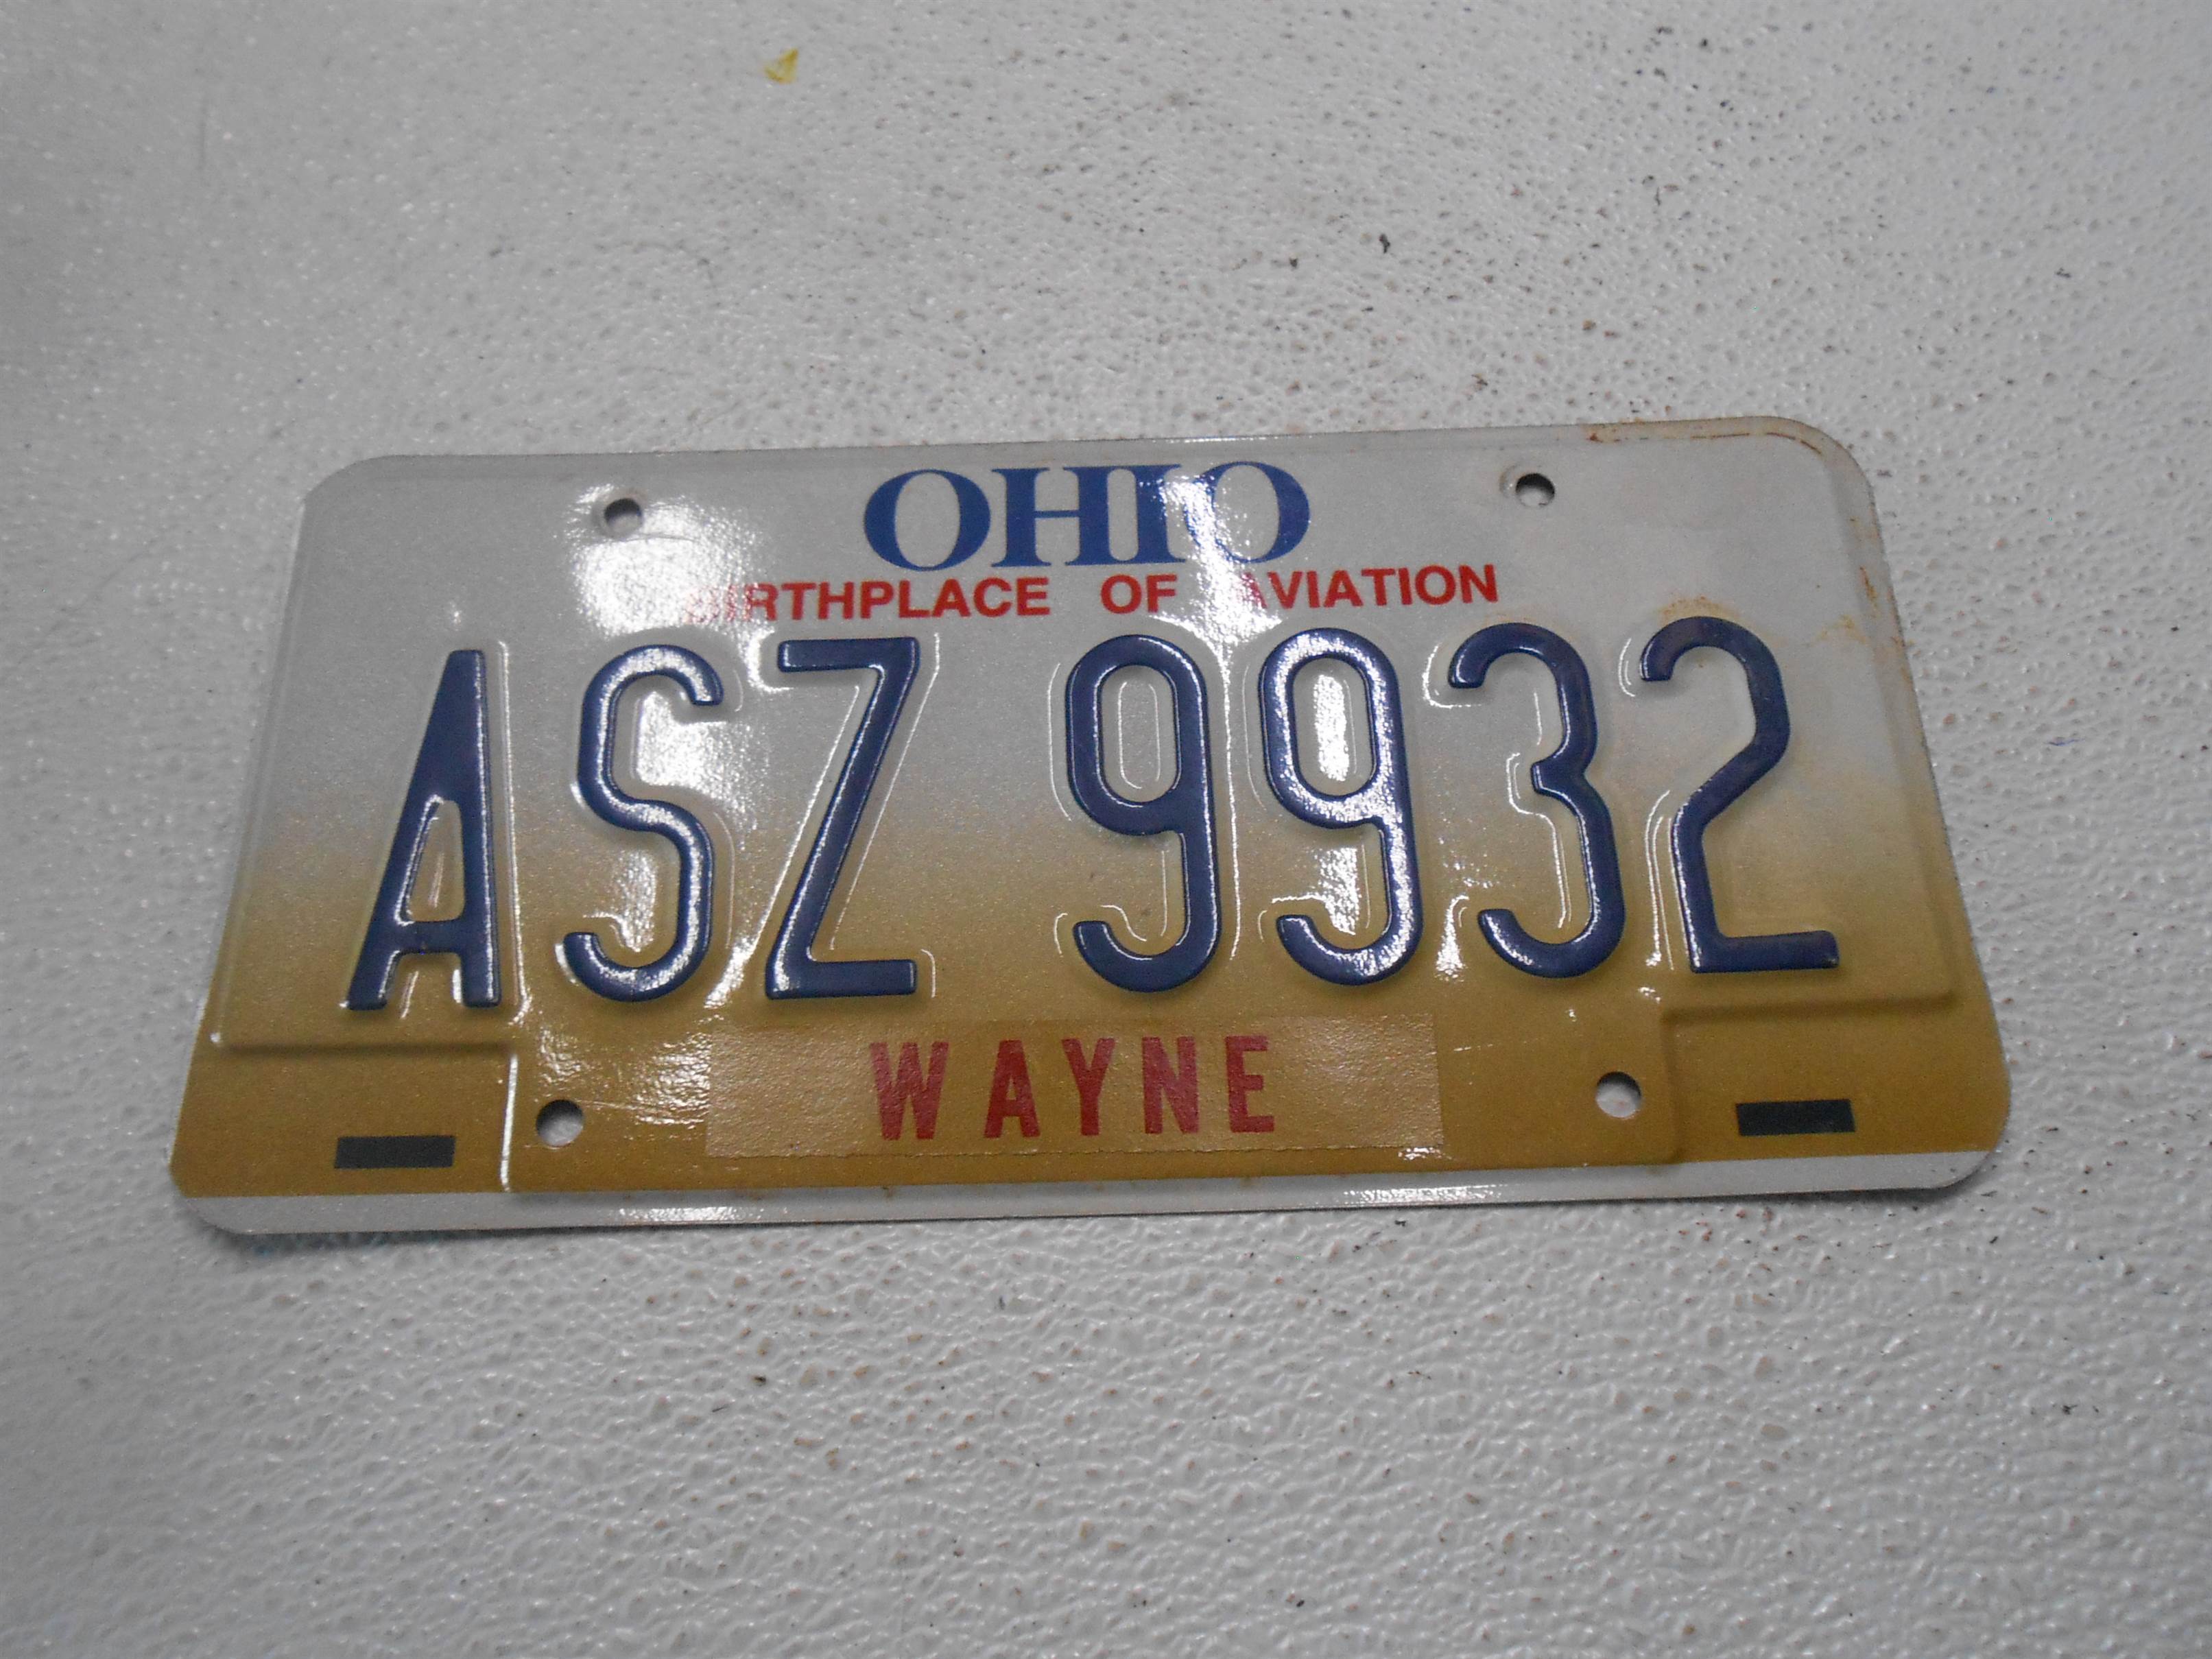 OHIO
BIRTHPLACE OF AVIATION
ASZ 9932
WAYNE